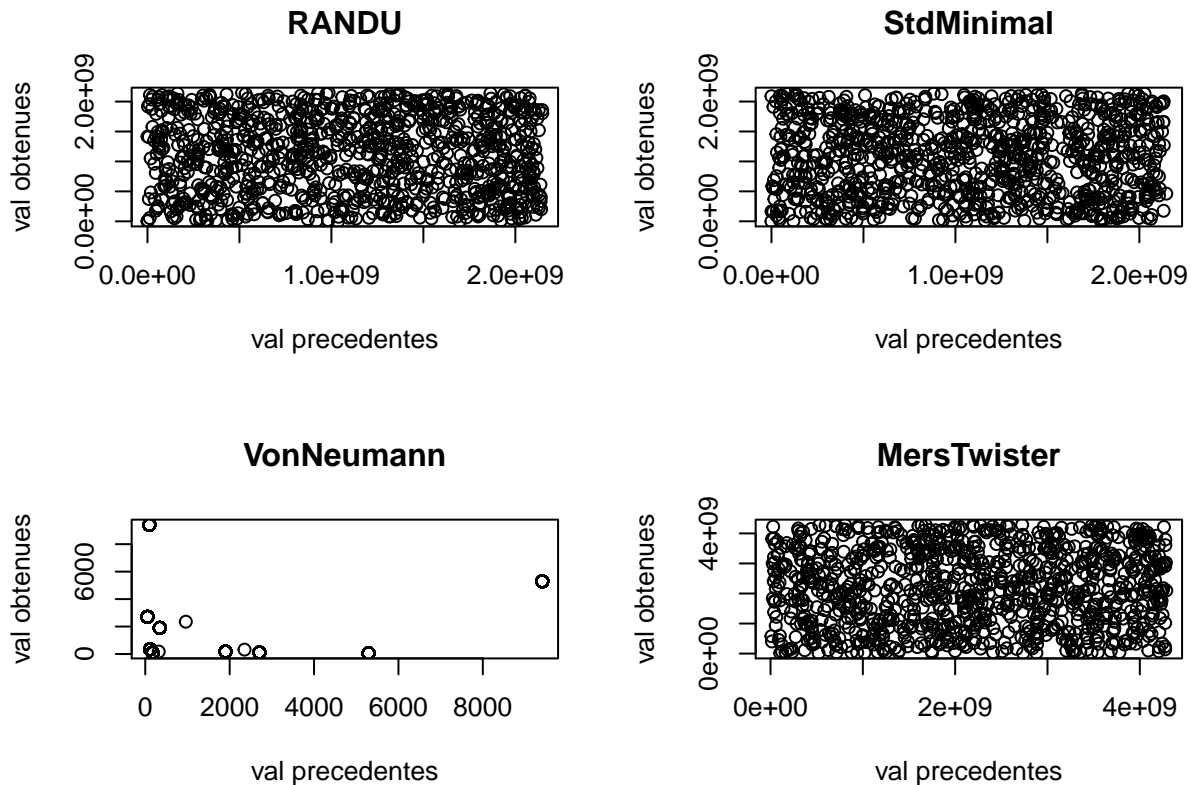 RANDU
val obtenues
0.0e+00 2.0e+09
0.0e+00 1.0e+09 2.0e+09
val precedentes
StdMinimal
val obtenues
0.0e+00 2.0e+09
0.0e+00 1.0e+09 2.0e+09
val precedentes
VonNeumann
val obtenues
0 6000
0 2000 4000 6000 8000
val precedentes
MersTwister
val obtenues
0e+00 4e+09
0e+00 2e+09 4e+09
val precedentes